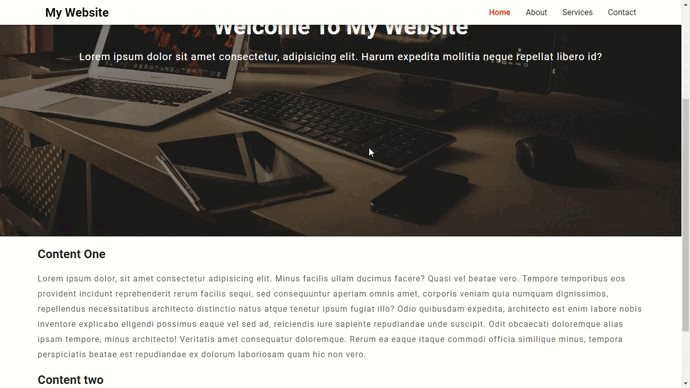 My Website
Home About Services Contact
Welcome To My Website
Lorem ipsum dolor sit amet consectetur, adipisicing elit. Harum expedita mollitia neque repellat libero id?
Content One
Lorem ipsum dolor, sit amet consectetur adipisicing elit. Minus facilis ullam ducimus facere? Quasi vel beatae vero. Tempore temporibus eos
provident incidunt reprehenderit rerum facilis sequi, sed consequuntur aperiam omnis amet, corporis veniam quia numquam dignissimos,
repellendus necessitatibus architecto distinctio natus atque tenetur ipsum fugiat illo? Odio quibusdam expedita, architecto est enim labore et nobis
inventore explicabo eligendi possimus eaque vel sed ad, reiciendis iure sapiente repudiandae unde suscipit. Odit obcaecati doloremque alias
ipsam tempore, minus architecto! Veritatis amet consequatur doloremque. Rerum ea eaque itaque commodi officia similique minus, tempora
perspiciatis beatae est repudiandae ex dolorum laboriosam quam hic non vero.
Content two